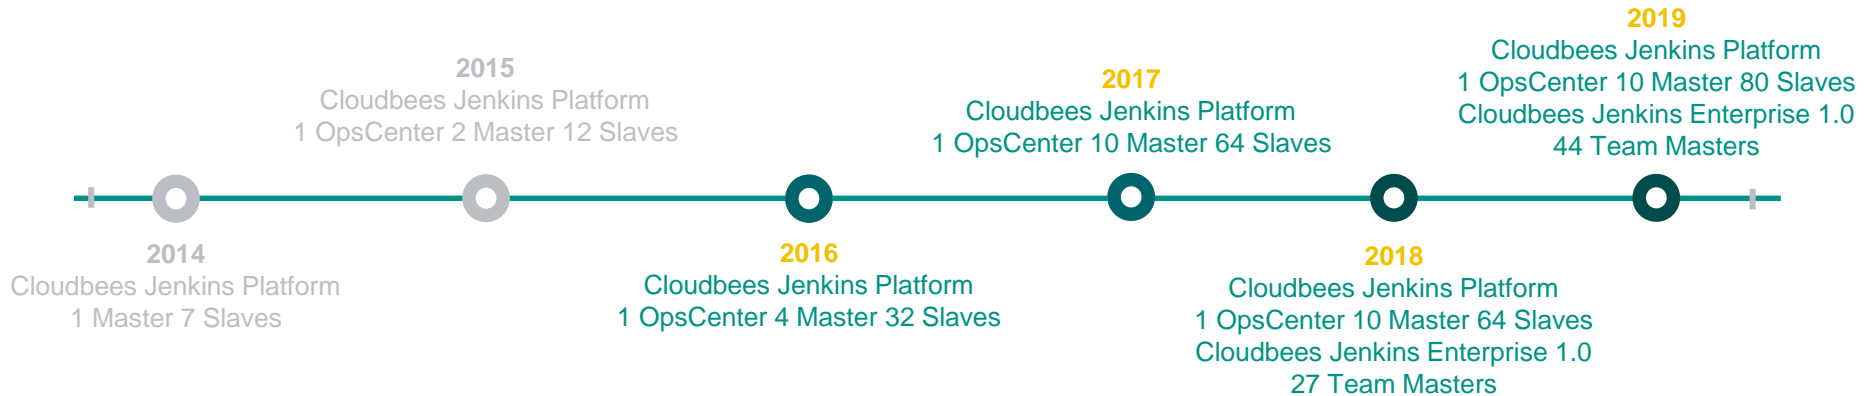 2014
Cloudbees Jenkins Platform
1 Master 7 Slaves
2015
Cloudbees Jenkins Platform
1 OpsCenter 2 Master 12 Slaves
2016
Cloudbees Jenkins Platform
1 OpsCenter 4 Master 32 Slaves
2017
Cloudbees Jenkins Platform
1 OpsCenter 10 Master 64 Slaves
2018
Cloudbees Jenkins Platform
1 OpsCenter 10 Master 64 Slaves
Cloudbees Jenkins Enterprise 1.0
27 Team Masters
2019
Cloudbees Jenkins Platform
1 OpsCenter 10 Master 80 Slaves
Cloudbees Jenkins Enterprise 1.0
44 Team Masters